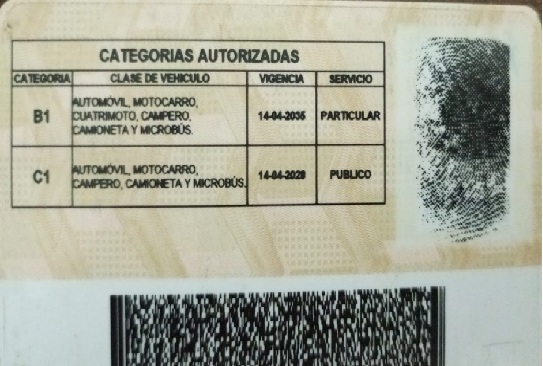 CATEGORIAS AUTORIZADAS
CATEGORIA CLASE DE VEHICULO VIGENCIA SERVICIO
B1 AUTOMÓVIL, MOTOCARRO, CUATRIMOTO, CAMPERO, CAMIONETA Y MICROBÚS. 14-04-2035 PARTICULAR
C1 AUTOMÓVIL, MOTOCARRO, CAMPERO, CAMIONETA Y MICROBÚS. 14-04-2028 PUBLICO